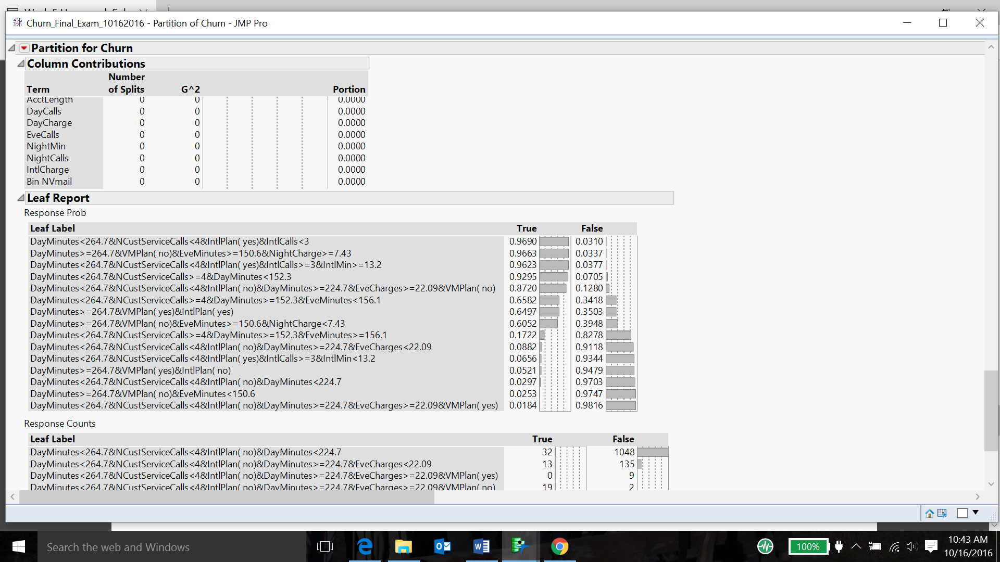 Churn_Final_Exam_10162016 - Partition of Churn - JMP Pro
Partition for Churn
Column Contributions
Term Number of Splits G^2 Portion
AcctLength 0 0 0.0000
DayCalls 0 0 0.0000
DayCharge 0 0 0.0000
EveCalls 0 0 0.0000
NightMin 0 0 0.0000
NightCalls 0 0 0.0000
IntlCharge 0 0 0.0000
Bin NVmail 0 0 0.0000
Leaf Report
Response Prob
Leaf Label True False
DayMinutes<264.7&NCustServiceCalls<4&IntlPlan( yes)&IntlCalls<3 0.9690 0.0310
DayMinutes>=264.7&VMPlan( no)&EveMinutes>=150.6&NightCharge>=7.43 0.9663 0.0337
DayMinutes<264.7&NCustServiceCalls<4&IntlPlan( yes)&IntlCalls>=3&IntlMin>=13.2 0.9623 0.0377
DayMinutes<264.7&NCustServiceCalls>=4&DayMinutes<152.3 0.9295 0.0705
DayMinutes<264.7&NCustServiceCalls<4&IntlPlan( no)&DayMinutes>=224.7&EveCharges>=22.09&VMPlan( no) 0.8720 0.1280
DayMinutes<264.7&NCustServiceCalls>=4&DayMinutes>=152.3&EveMinutes<156.1 0.6582 0.3418
DayMinutes>=264.7&VMPlan( yes)&IntlPlan( yes) 0.6497 0.3503
DayMinutes>=264.7&VMPlan( no)&EveMinutes>=150.6&NightCharge<7.43 0.6052 0.3948
DayMinutes<264.7&NCustServiceCalls>=4&DayMinutes>=152.3&EveMinutes>=156.1 0.1722 0.8278
DayMinutes<264.7&NCustServiceCalls<4&IntlPlan( no)&DayMinutes>=224.7&EveCharges<22.09 0.0882 0.9118
DayMinutes<264.7&NCustServiceCalls<4&IntlPlan( yes)&IntlCalls>=3&IntlMin<13.2 0.0656 0.9344
DayMinutes>=264.7&VMPlan( yes)&IntlPlan( no) 0.0521 0.9479
DayMinutes<264.7&NCustServiceCalls<4&IntlPlan( no)&DayMinutes<224.7 0.0297 0.9703
DayMinutes>=264.7&VMPlan( no)&EveMinutes<150.6 0.0253 0.9747
DayMinutes<264.7&NCustServiceCalls<4&IntlPlan( no)&DayMinutes>=224.7&EveCharges>=22.09&VMPlan( yes) 0.0184 0.9816
Response Counts
Leaf Label True False
DayMinutes<264.7&NCustServiceCalls<4&IntlPlan( no)&DayMinutes<224.7 32 1048
DayMinutes<264.7&NCustServiceCalls<4&IntlPlan( no)&DayMinutes>=224.7&EveCharges<22.09 13 135
DayMinutes<264.7&NCustServiceCalls<4&IntlPlan( no)&DayMinutes>=224.7&EveCharges>=22.09&VMPlan( yes) 0 9
DayMinutes<264.7&NCustServiceCalls<4&IntlPlan( no)&DayMinutes>=224.7&EveCharges>=22.09&VMPlan( no) 19 2
Search the web and Windows
100%
10:43 AM
10/16/2016